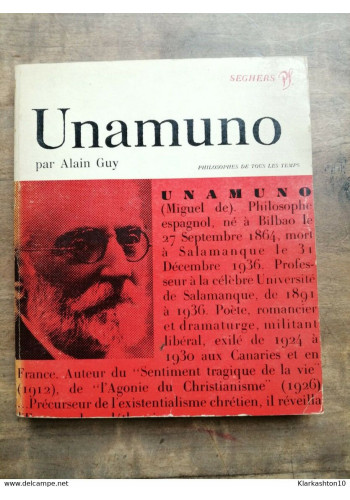 SEGHERS
Unamuno
par Alain Guy
PHILOSOPHES DE TOUS LES TEMPS
UNAMUNO
(Miguel de). Philosophe
espagnol, né à Bilbao le
27 Septembre 1864, mort
à Salamanque le 31
Décembre 1936. Profes-
seur à la célèbre Université
de Salamanque, de 1891
à 1936. Poète, romancier
et dramaturge, militant
libéral, exilé de 1924 à
1930 aux Canaries et en
France. Auteur du "Sentiment tragique de la vie"
(1912), de "l'Agonie du Christianisme" (1926)
Précurseur de l'existentialisme chrétien, il réveilla
delcampe.net
Klarkashton10